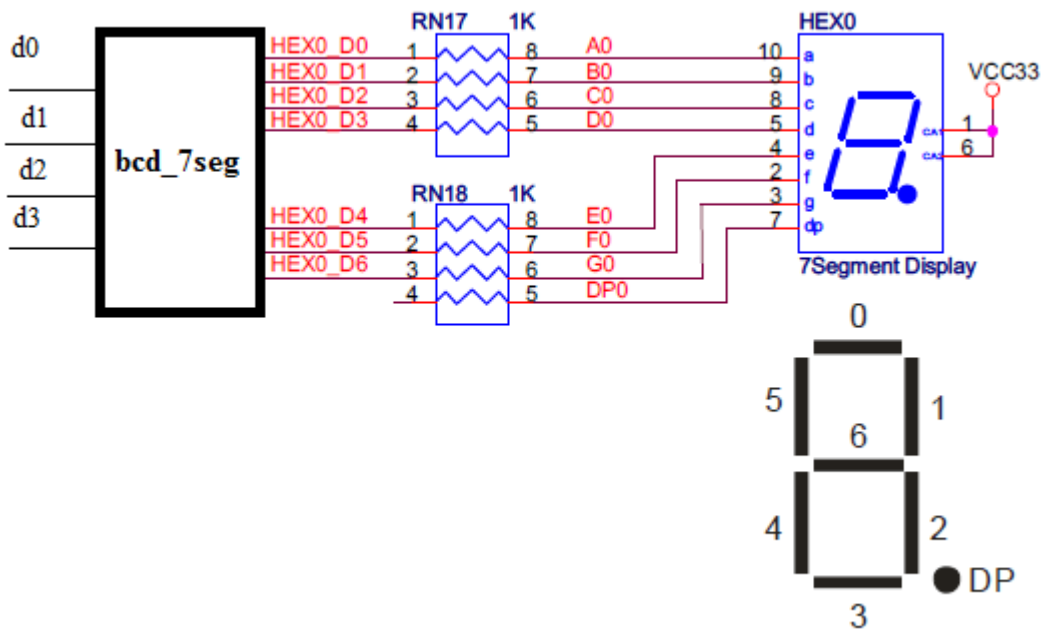 RN17 1K HEX0
d0 HEX0_D0 1 8 A0 10 a
HEX0_D1 2 7 B0 9 b VCC33
d1 HEX0_D2 3 6 C0 8 c
HEX0_D3 4 5 D0 5 d CA1 1
d2 bcd_7seg 4 e CA2 6
RN18 1K 2 f
d3 HEX0_D4 1 8 E0 3 g
HEX0_D5 2 7 F0 7 dp
HEX0_D6 3 6 G0 7Segment Display
4 5 DP0
0
5 1
6
4 2
DP
3